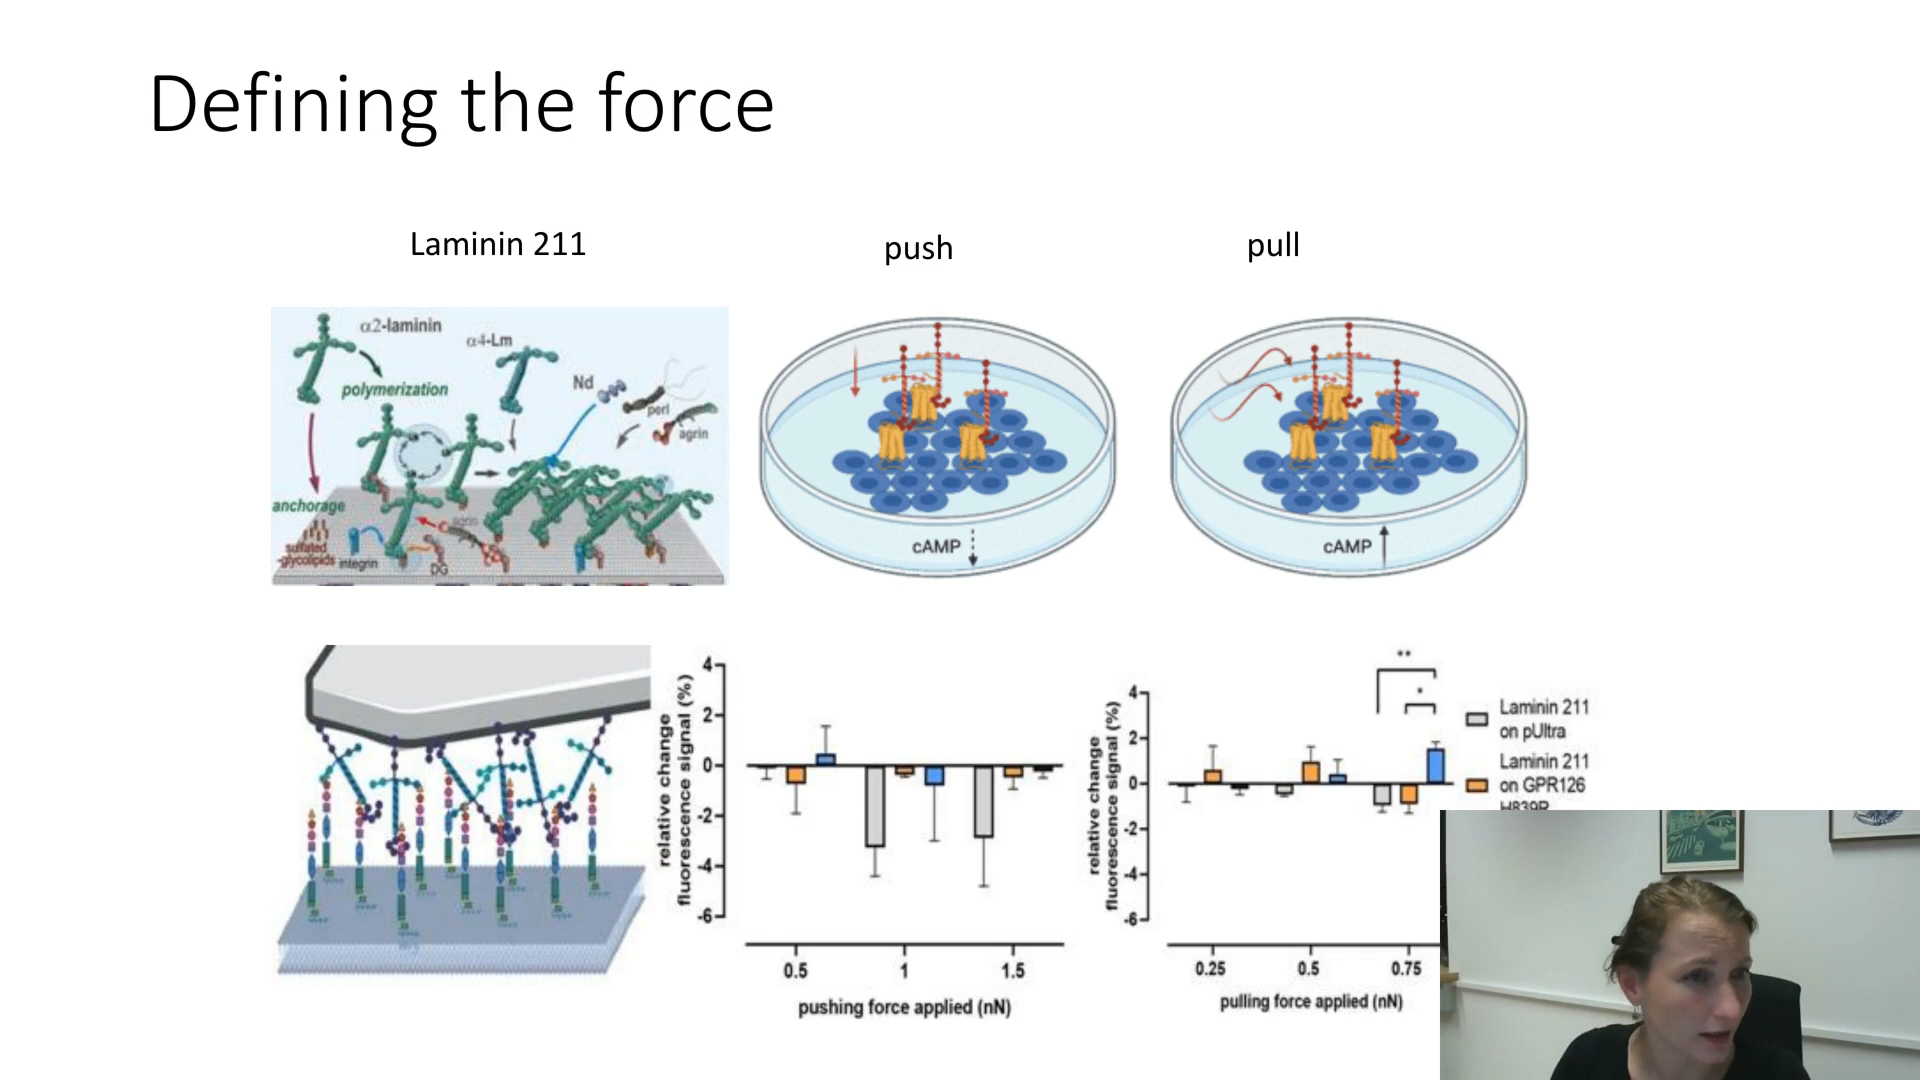 Defining the force
Laminin 211
push
pull
α2-laminin
α4-Lm
polymerization
Nd
perl
agrin
anchorage
agrin
sulfated
-glycolipids
integrin
DG
cAMP
cAMP
relative change
fluorescence signal (%)
4
2
0
-2
-4
-6
0.5
1
1.5
pushing force applied (nN)
relative change
fluorescence signal (%)
4
2
0
-2
-4
-6
**
*
0.25
0.5
0.75
pulling force applied (nN)
Laminin 211
on pUltra
Laminin 211
on GPR126
H839R